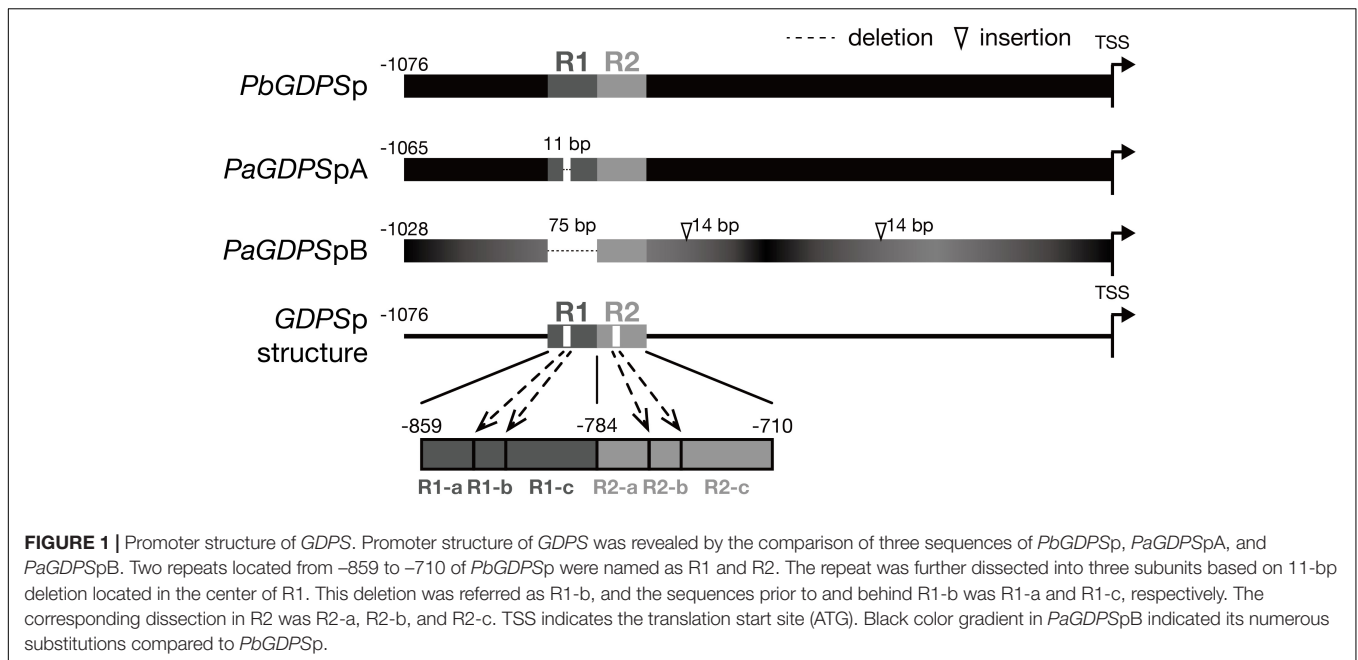 deletion insertion TSS
-1076 R1 R2
PbGDPSp
-1065 11 bp
PaGDPSpA
-1028 75 bp 14 bp 14 bp
PaGDPSpB
TSS
GDPSp -1076 R1 R2
structure
-859 -784 -710
R1-a R1-b R1-c R2-a R2-b R2-c
FIGURE 1 | Promoter structure of GDPS. Promoter structure of GDPS was revealed by the comparison of three sequences of PbGDPSp, PaGDPSpA, and
PaGDPSpB. Two repeats located from –859 to –710 of PbGDPSp were named as R1 and R2. The repeat was further dissected into three subunits based on 11-bp
deletion located in the center of R1. This deletion was referred as R1-b, and the sequences prior to and behind R1-b was R1-a and R1-c, respectively. The
corresponding dissection in R2 was R2-a, R2-b, and R2-c. TSS indicates the translation start site (ATG). Black color gradient in PaGDPSpB indicated its numerous
substitutions compared to PbGDPSp.